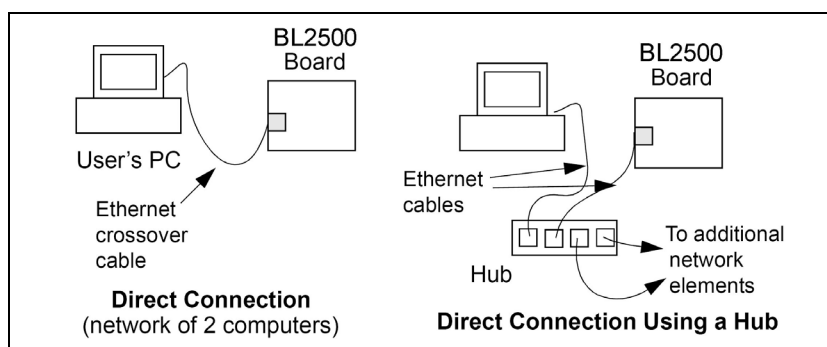 BL2500
Board
User's PC
Ethernet
crossover
cable
Direct Connection
(network of 2 computers)
BL2500
Board
Ethernet
cables
Hub
To additional
network
elements
Direct Connection Using a Hub